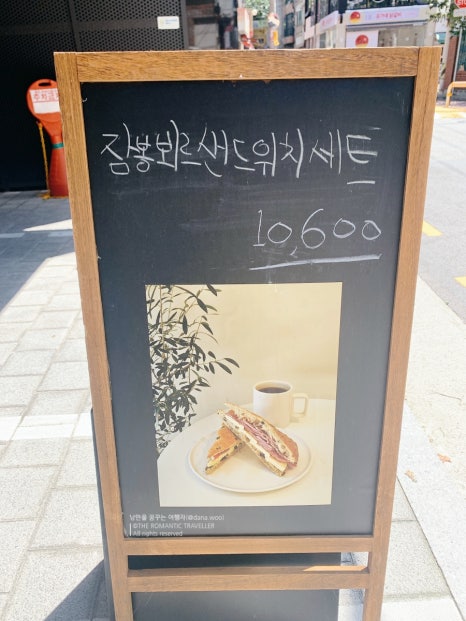 잠봉뵈르샌드위치세트
10,600
낭만을 꿈꾸는 여행자(@dana.woo)
©THE ROMANTIC TRAVELLER
All rights reserved